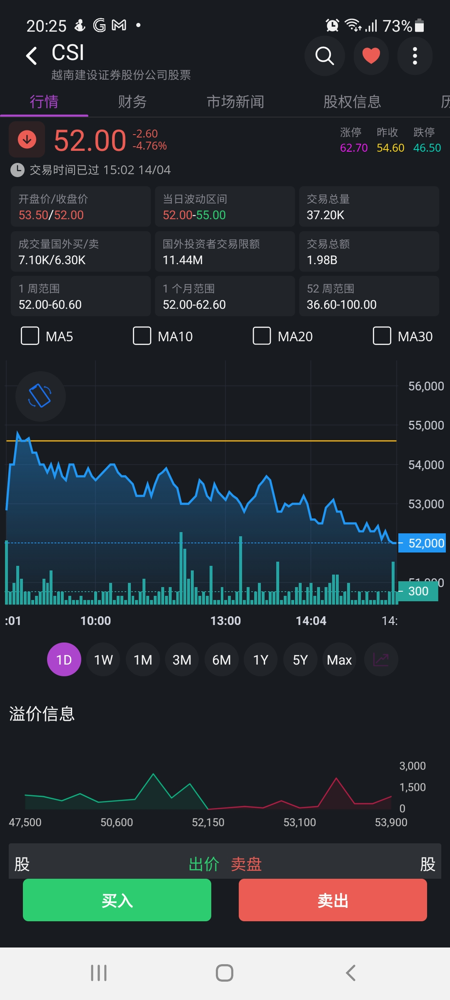 20:25
73%
CSI
越南建设证券股份公司股票
行情 财务 市场新闻 股权信息 历
52.00 -2.60 -4.76%
涨停 昨收 跌停
62.70 54.60 46.50
交易时间已过 15:02 14/04
开盘价/收盘价 当日波动区间 交易总量
53.50/52.00 52.00-55.00 37.20K
成交量国外买/卖 国外投资者交易限额 交易总额
7.10K/6.30K 11.44M 1.98B
1 周范围 1 个月范围 52 周范围
52.00-60.60 52.00-62.60 36.60-100.00
MA5 MA10 MA20 MA30
56,000
55,000
54,000
53,000
52,000
51,000
300
:01 10:00 13:00 14:04 14:
1D 1W 1M 3M 6M 1Y 5Y Max
溢价信息
3,000
1,500
0
47,500 50,600 52,150 53,100 53,900
股 出价 卖盘 股
买入 卖出